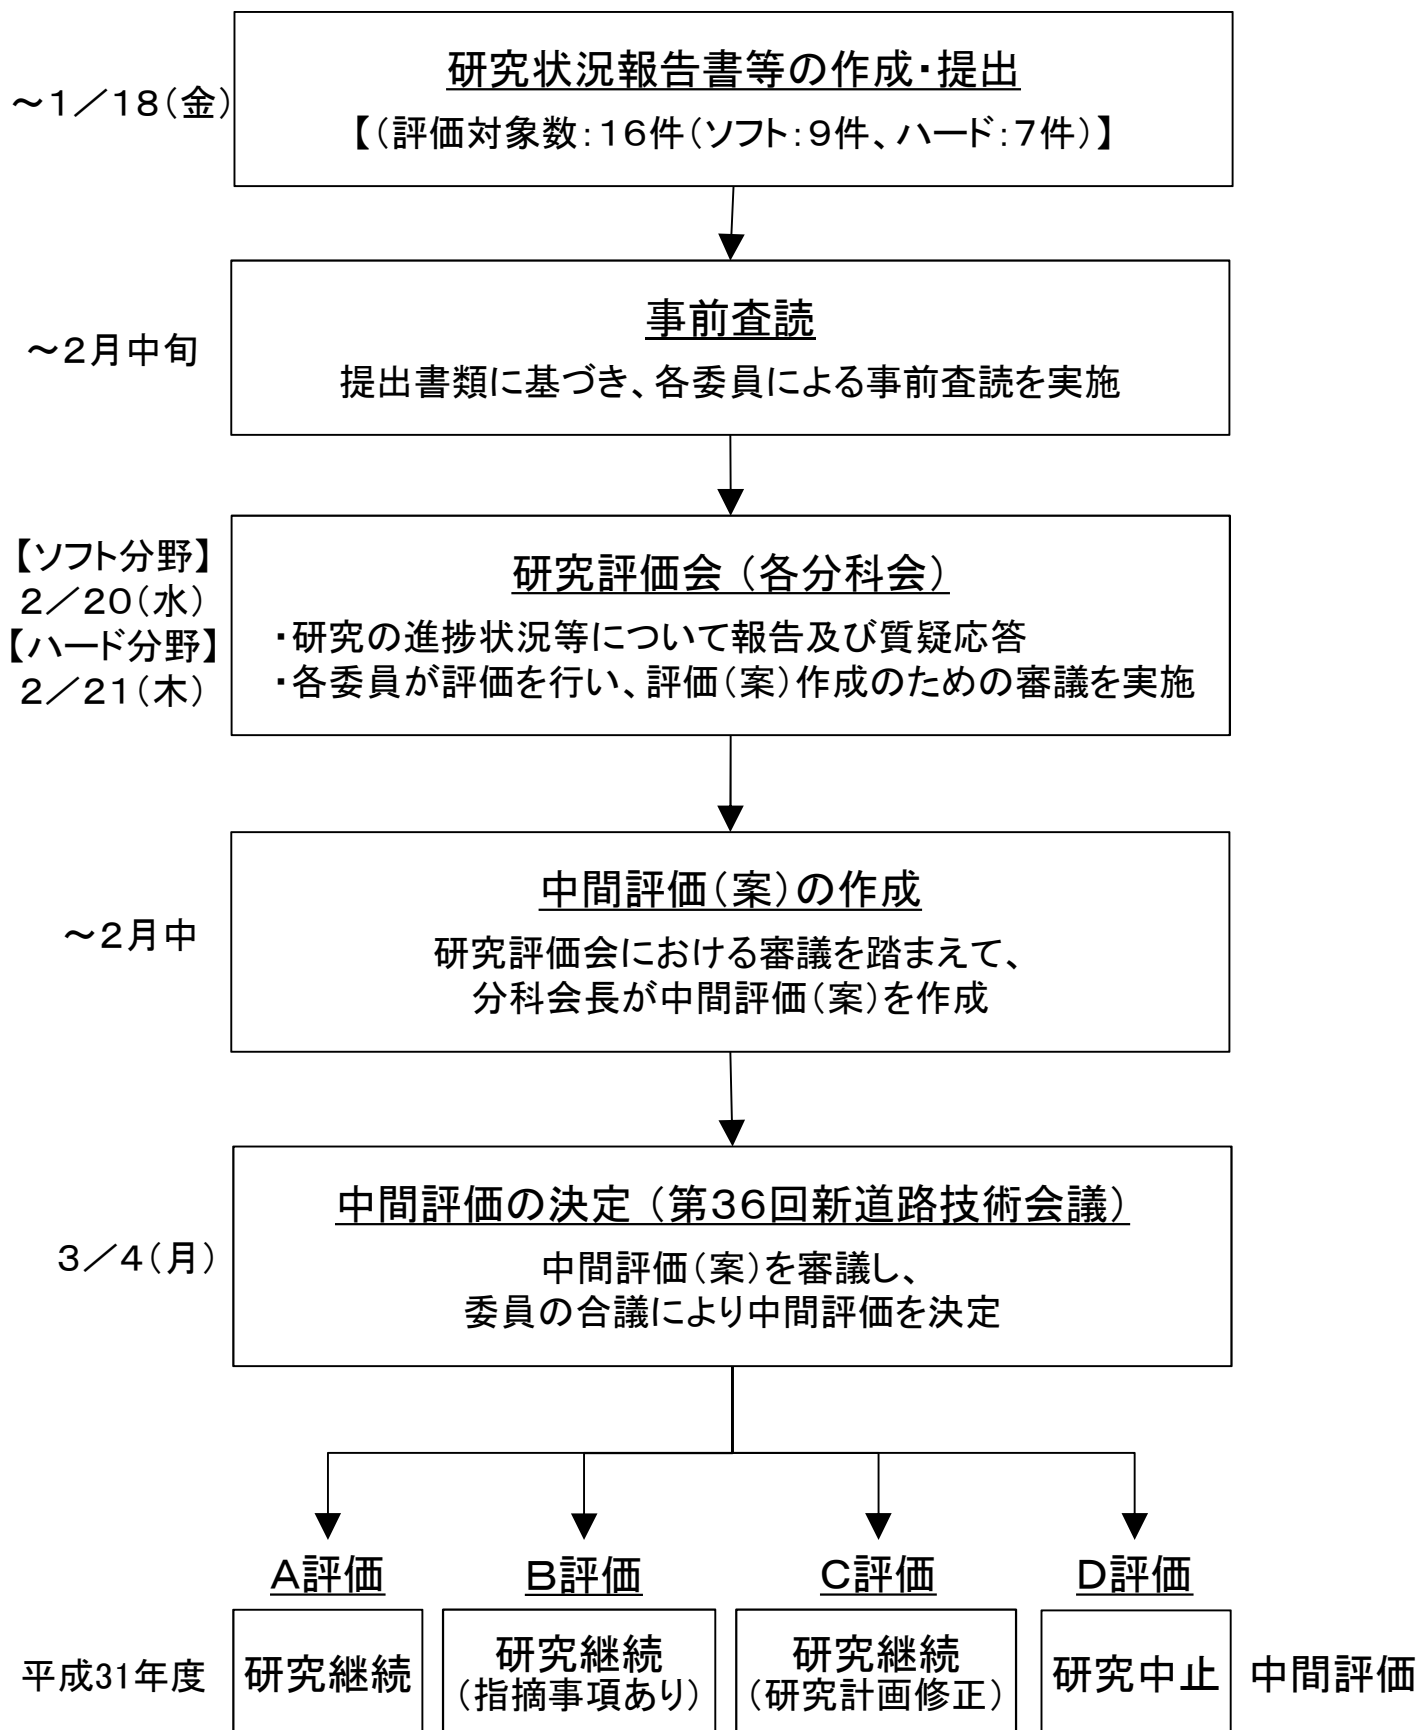 ～1／18(金)
研究状況報告書等の作成・提出
【(評価対象数：16件(ソフト：9件、ハード：7件)】
～2月中旬
事前査読
提出書類に基づき、各委員による事前査読を実施
【ソフト分野】
2／20(水)
【ハード分野】
2／21(木)
研究評価会（各分科会）
・研究の進捗状況等について報告及び質疑応答
・各委員が評価を行い、評価(案)作成のための審議を実施
～2月中
中間評価(案)の作成
研究評価会における審議を踏まえて、
分科会長が中間評価(案)を作成
3／4(月)
中間評価の決定（第36回新道路技術会議）
中間評価(案)を審議し、
委員の合議により中間評価を決定
A評価
B評価
C評価
D評価
平成31年度
研究継続
研究継続
(指摘事項あり)
研究継続
(研究計画修正)
研究中止
中間評価